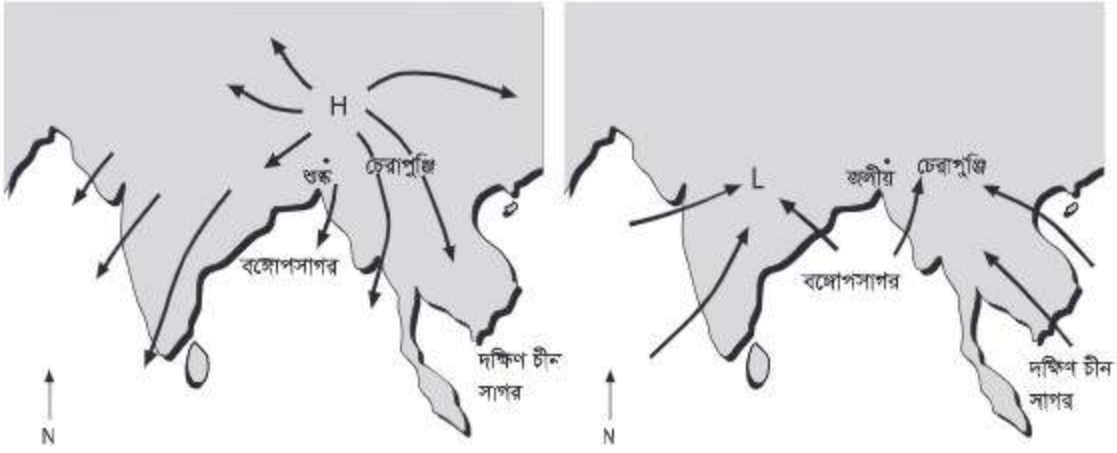 H
শুষ্ক
চেরাপুঞ্জি
বঙ্গোপসাগর
দক্ষিণ চীন
সাগর
N
L
জলীয়
চেরাপুঞ্জি
বঙ্গোপসাগর
দক্ষিণ চীন
সাগর
N